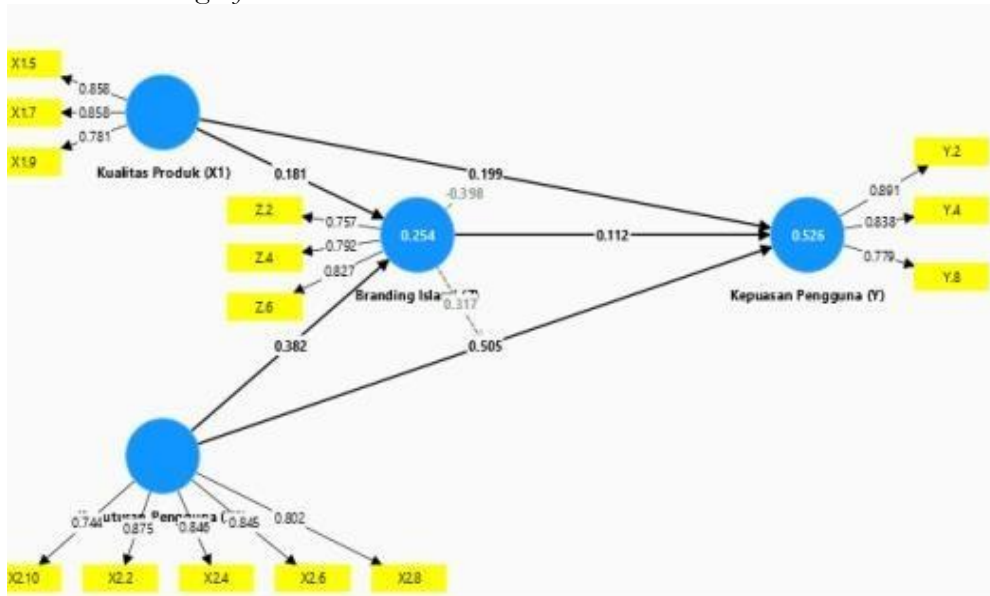 X1.5
0.858
X1.7
0.858
X1.9
0.781
Kualitas Produk (X1)
0.181
0.199
-0.398
Z.2
0.757
Z.4
0.792
Z.6
0.827
0.254
Branding
0.317
0.112
0.526
Kepuasan Pengguna (Y)
Y.2
0.891
Y.4
0.838
Y.8
0.779
0.382
0.505
Pengguna
0.744
0.875
0.846
0.845
0.802
X2.10
X2.2
X2.4
X2.6
X2.8